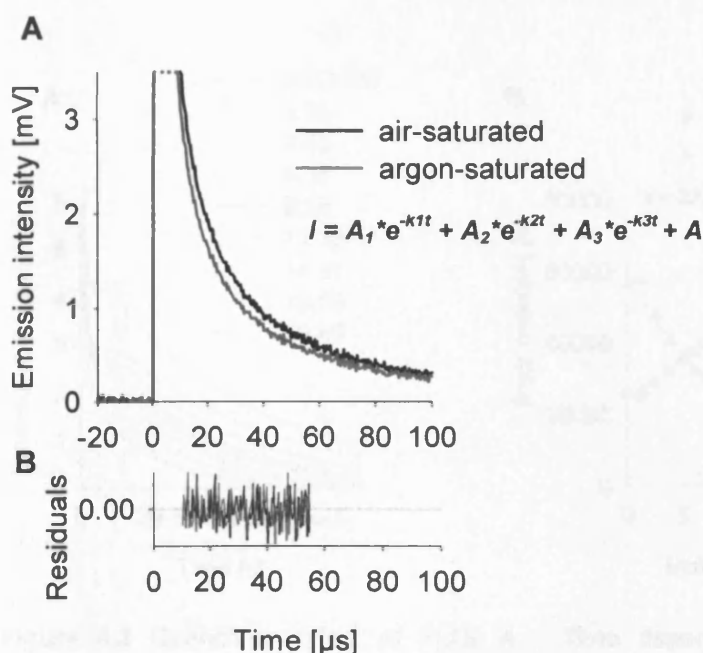 A
Emission intensity [mV]
3
2
1
0
air-saturated
argon-saturated
I = A₁*e^-k1t + A₂*e^-k2t + A₃*e^-k3t + A
-20 0 20 40 60 80 100
B
Residuals
0.00
0 20 40 60 80 100
Time [µs]